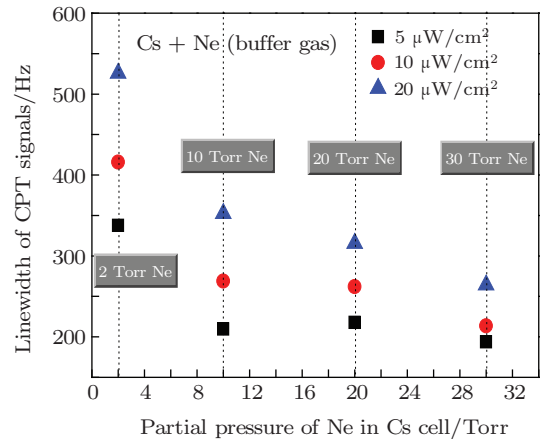 600
500
400
300
200
Linewidth of CPT signals/Hz
Cs + Ne (buffer gas)
5 μW/cm²
10 μW/cm²
20 μW/cm²
10 Torr Ne
20 Torr Ne
30 Torr Ne
2 Torr Ne
0 4 8 12 16 20 24 28 32
Partial pressure of Ne in Cs cell/Torr